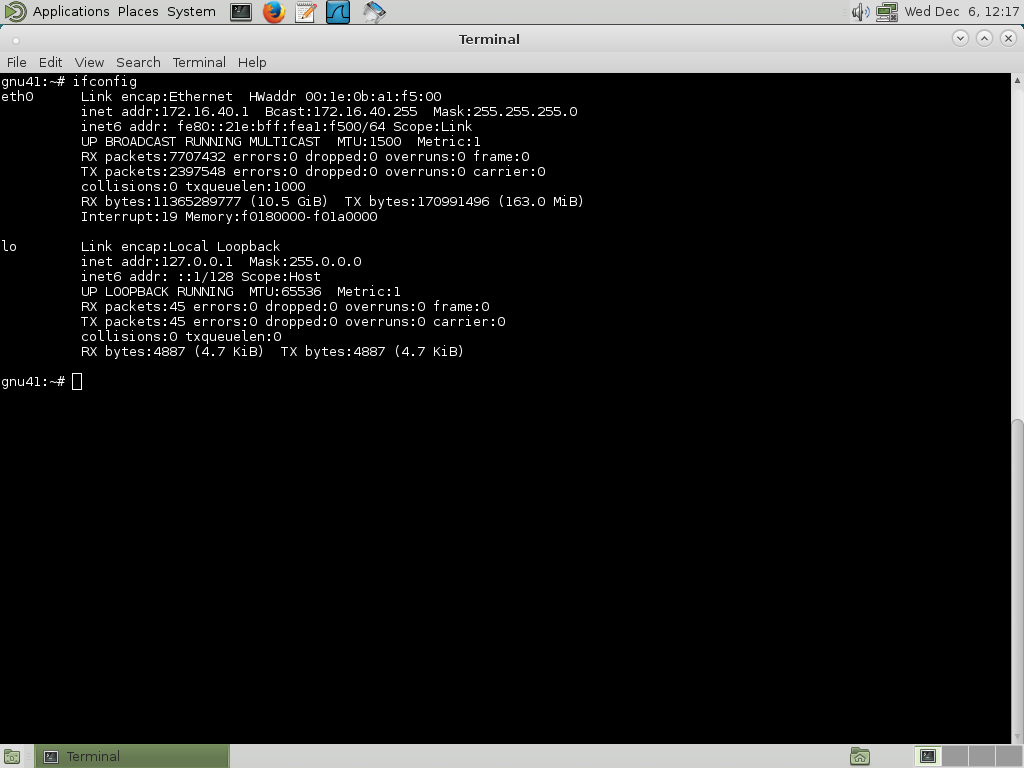 Applications Places System Wed Dec 6, 12:17
Terminal
File Edit View Search Terminal Help
gnu41:~# ifconfig
eth0 Link encap:Ethernet HWaddr 00:1e:0b:a1:f5:00
inet addr:172.16.40.1 Bcast:172.16.40.255 Mask:255.255.255.0
inet6 addr: fe80::21e:bff:fea1:f500/64 Scope:Link
UP BROADCAST RUNNING MULTICAST MTU:1500 Metric:1
RX packets:7707432 errors:0 dropped:0 overruns:0 frame:0
TX packets:2397548 errors:0 dropped:0 overruns:0 carrier:0
collisions:0 txqueuelen:1000
RX bytes:11365289777 (10.5 GiB) TX bytes:170991496 (163.0 MiB)
Interrupt:19 Memory:f0180000-f01a0000
lo Link encap:Local Loopback
inet addr:127.0.0.1 Mask:255.0.0.0
inet6 addr: ::1/128 Scope:Host
UP LOOPBACK RUNNING MTU:65536 Metric:1
RX packets:45 errors:0 dropped:0 overruns:0 frame:0
TX packets:45 errors:0 dropped:0 overruns:0 carrier:0
collisions:0 txqueuelen:0
RX bytes:4887 (4.7 KiB) TX bytes:4887 (4.7 KiB)
gnu41:~#
Terminal